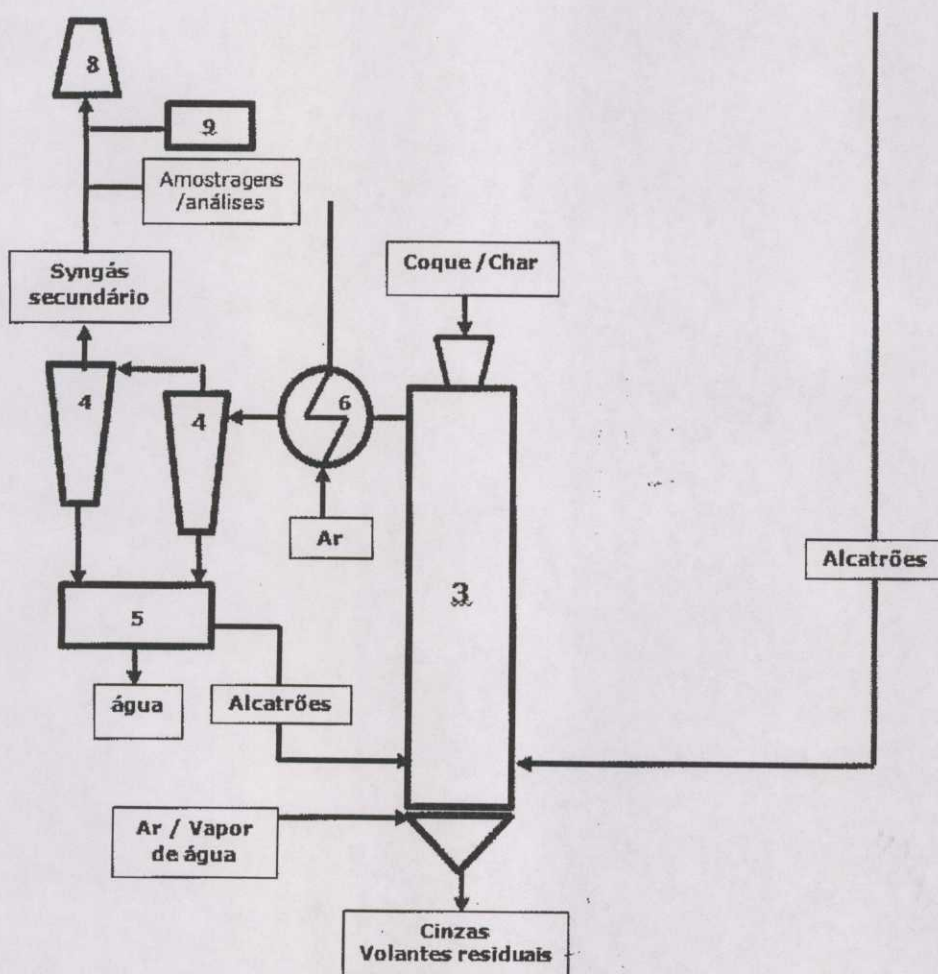 8
9
Amostragens
/análises
Syngás
secundário
Coque /Char
4
4
6
Ar
3
Alcatrões
5
água
Alcatrões
Ar / Vapor
de água
Cinzas
Volantes residuais